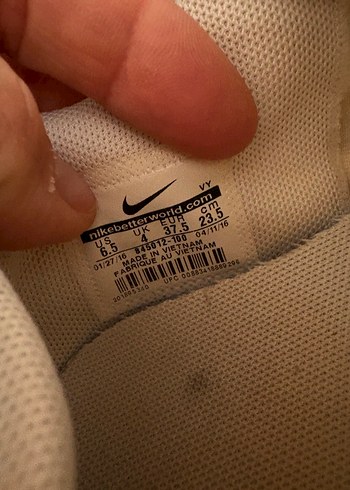 VY
nikebetterworld.com
US UK EUR cm
6.5 4 37.5 23.5
01/27/16 845012-100 04/11/16
MADE IN VIETNAM
FABRIQUE AU VIETNAM
UPC